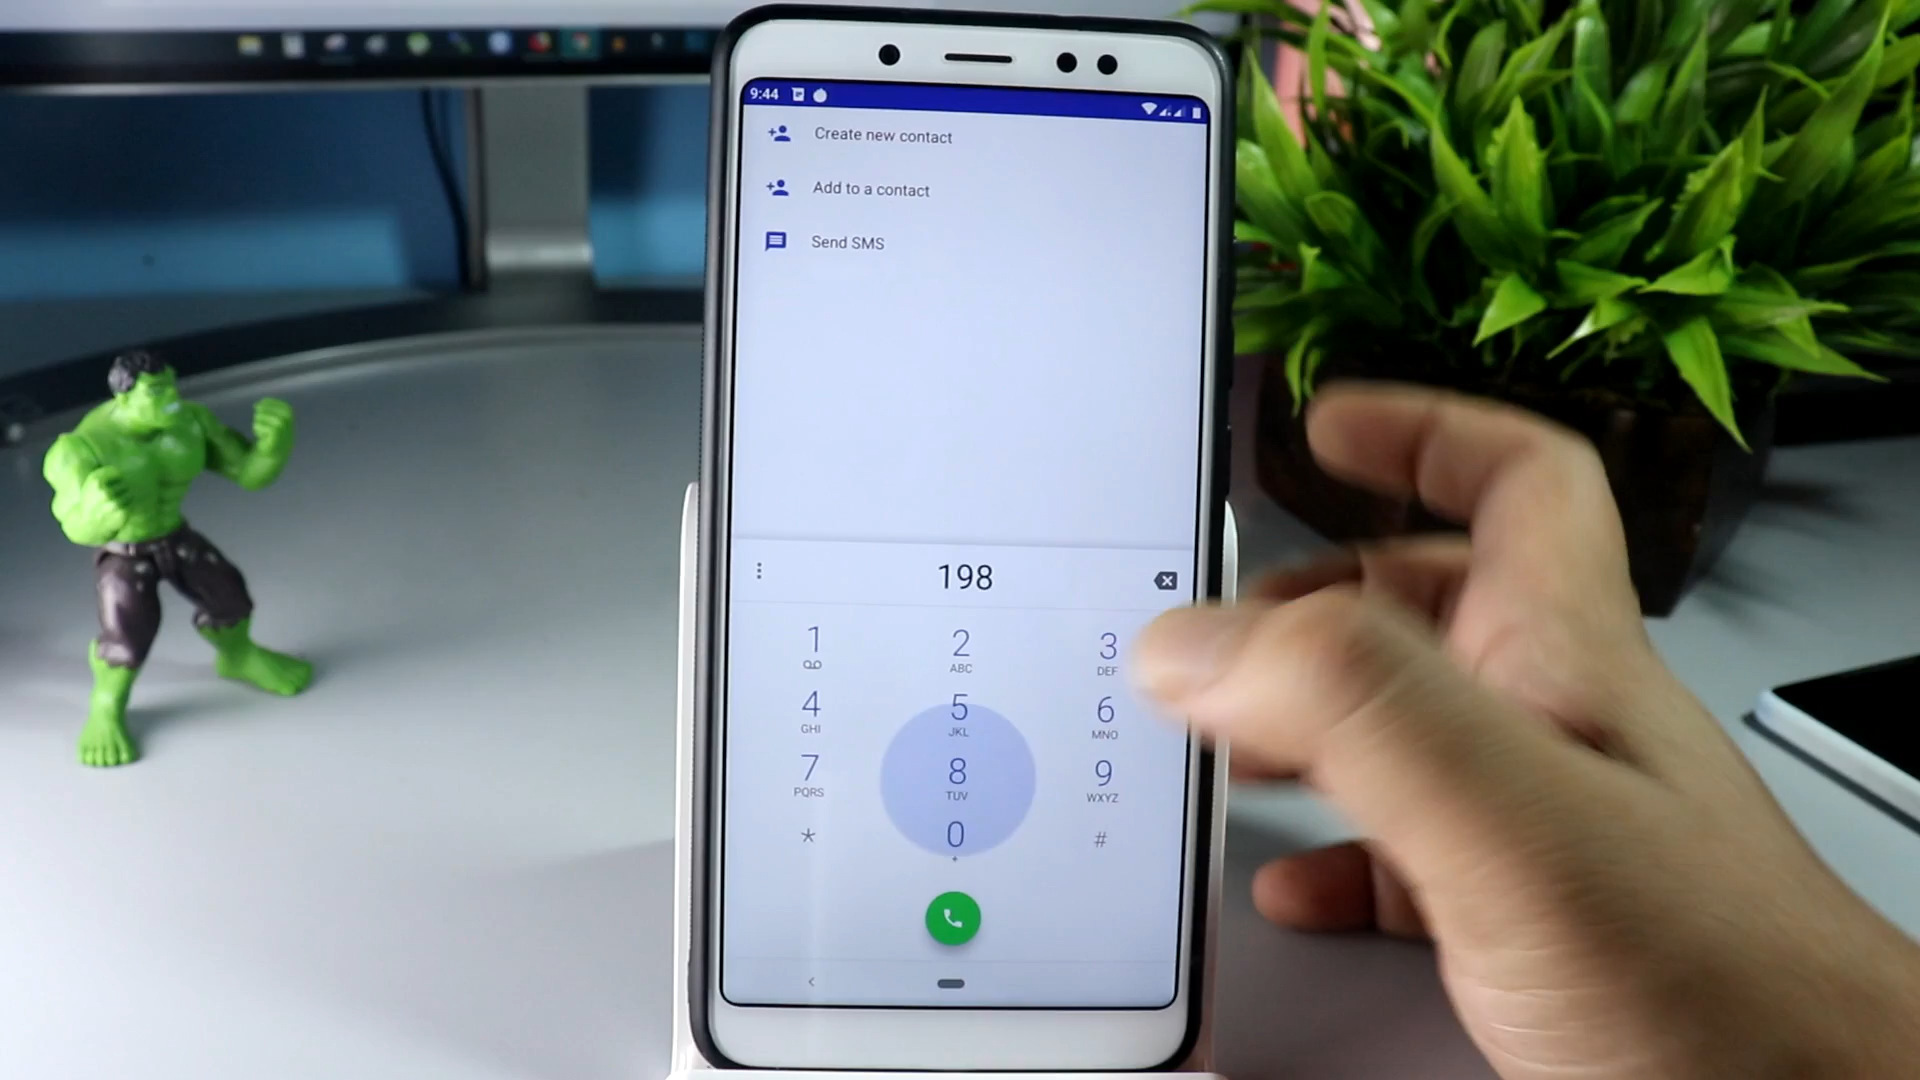 9:44
Create new contact
Add to a contact
Send SMS
198
1 2 ABC 3 DEF
4 GHI 5 JKL 6 MNO
7 PQRS 8 TUV 9 WXYZ
* 0 + #